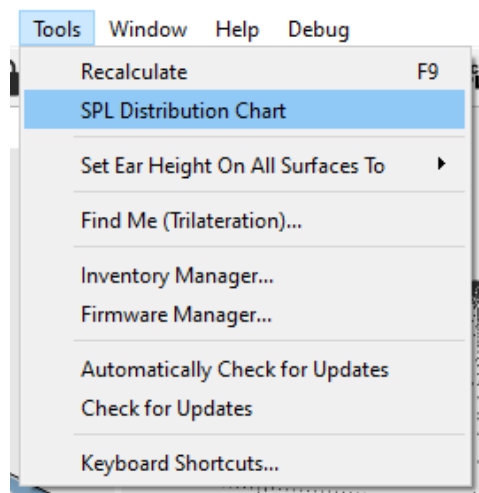 Tools Window Help Debug
Recalculate F9
SPL Distribution Chart
Set Ear Height On All Surfaces To
Find Me (Trilateration)...
Inventory Manager...
Firmware Manager...
Automatically Check for Updates
Check for Updates
Keyboard Shortcuts...